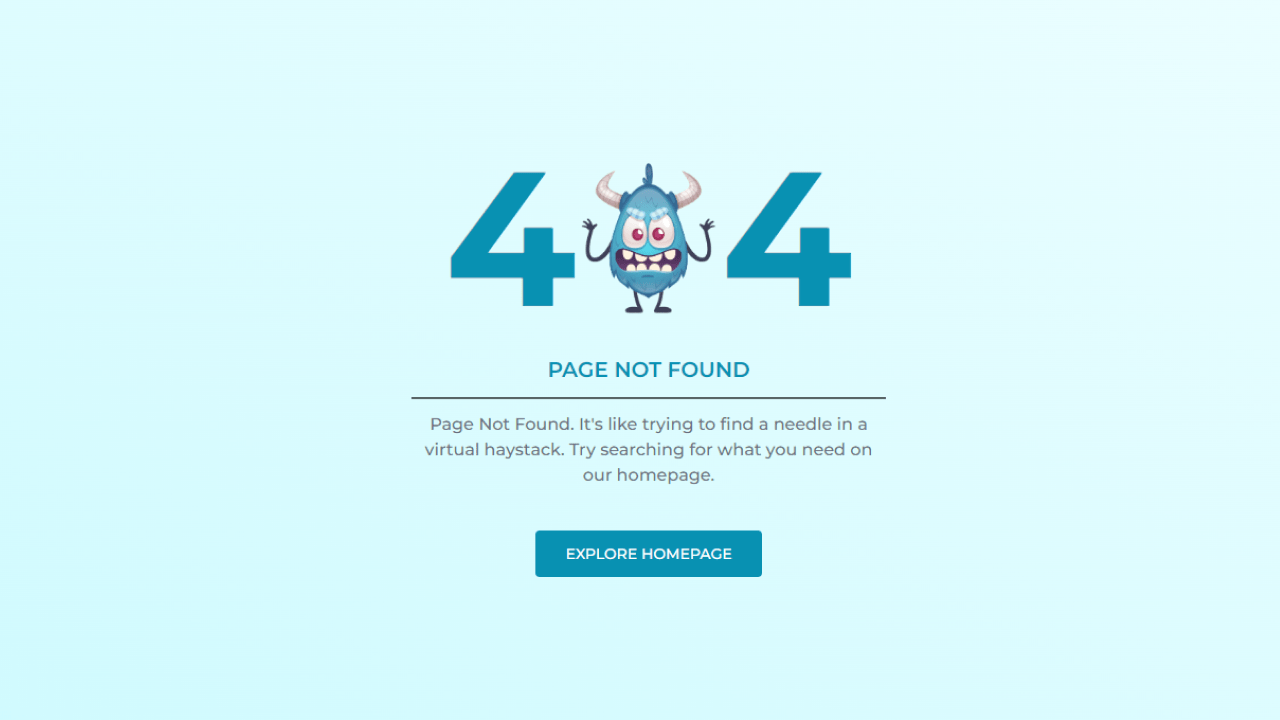 4 4
PAGE NOT FOUND
Page Not Found. It's like trying to find a needle in a
virtual haystack. Try searching for what you need on
our homepage.
EXPLORE HOMEPAGE